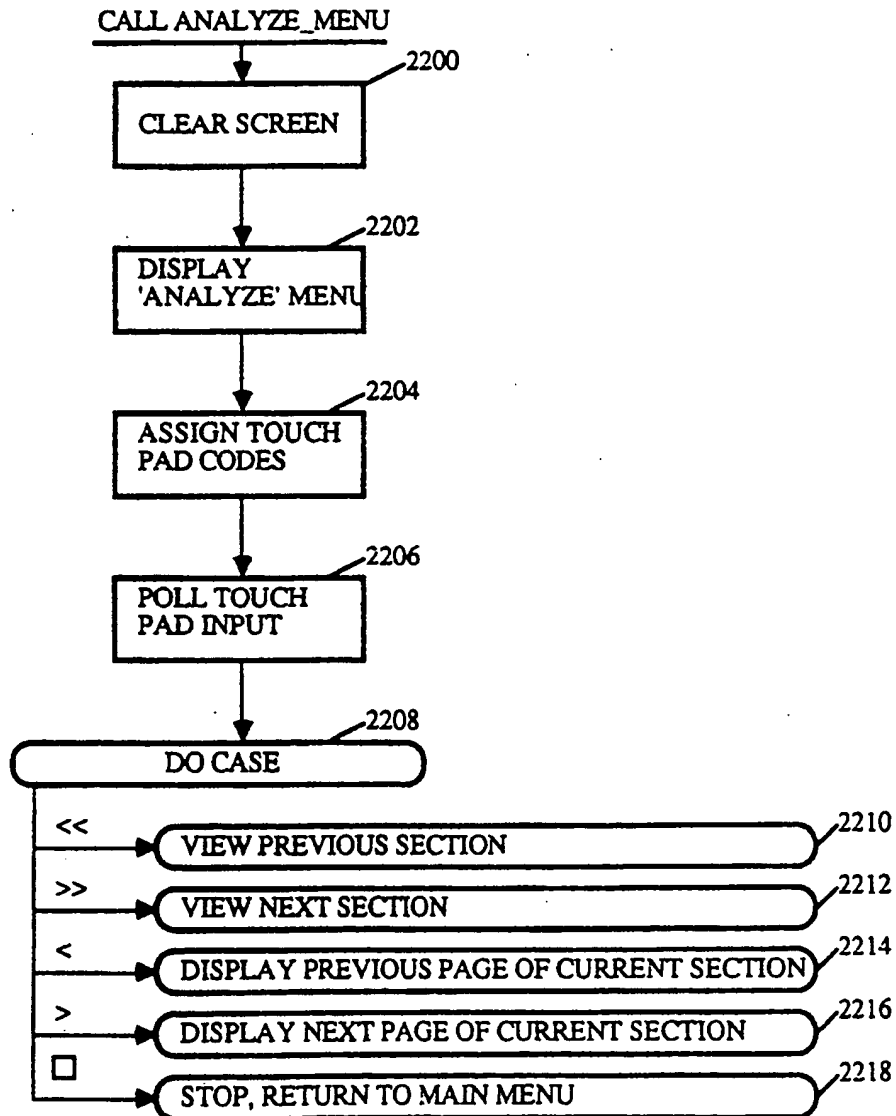 CALL ANALYZE_MENU
2200
CLEAR SCREEN
2202
DISPLAY
'ANALYZE' MENU
2204
ASSIGN TOUCH
PAD CODES
2206
POLL TOUCH
PAD INPUT
2208
DO CASE
<<
VIEW PREVIOUS SECTION
2210
>>
VIEW NEXT SECTION
2212
<
DISPLAY PREVIOUS PAGE OF CURRENT SECTION
2214
>
DISPLAY NEXT PAGE OF CURRENT SECTION
2216
□
STOP, RETURN TO MAIN MENU
2218